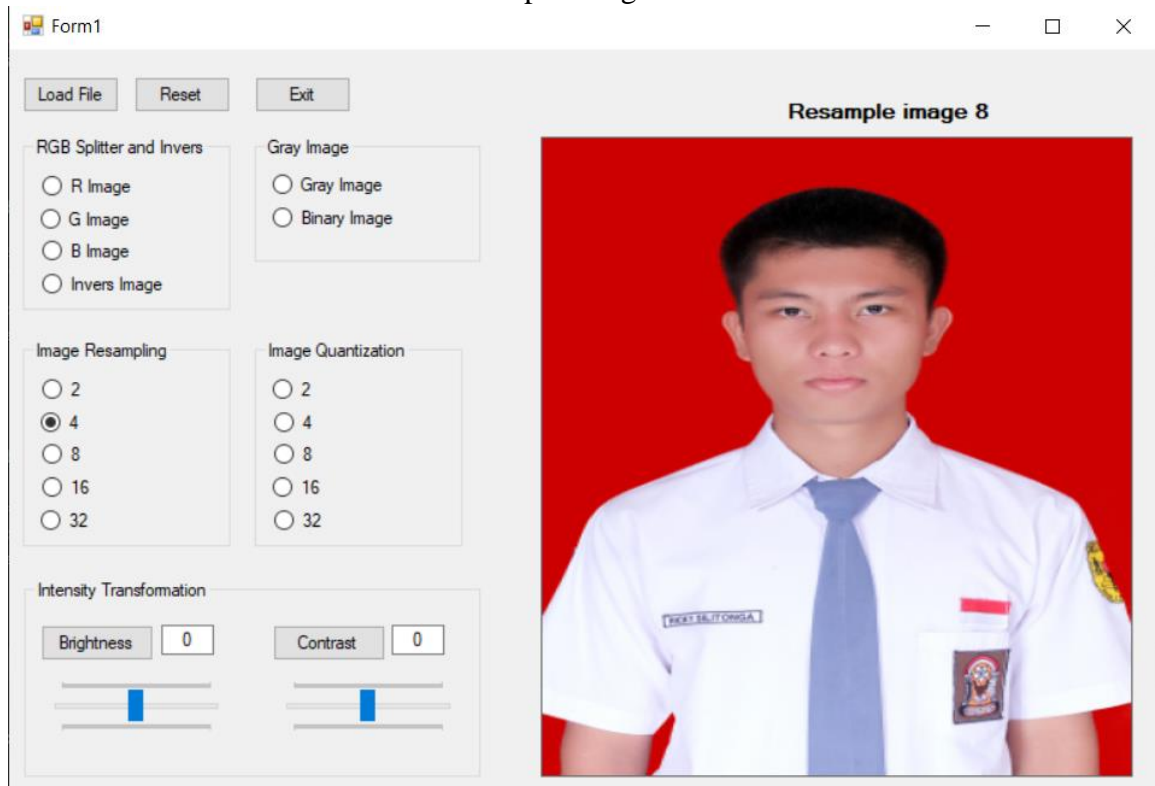 Form1
Load File
Reset
Exit
Resample image 8
RGB Splitter and Invers
R Image
G Image
B Image
Invers Image
Gray Image
Gray Image
Binary Image
Image Resampling
2
4
8
16
32
Image Quantization
2
4
8
16
32
Intensity Transformation
Brightness
0
Contrast
0